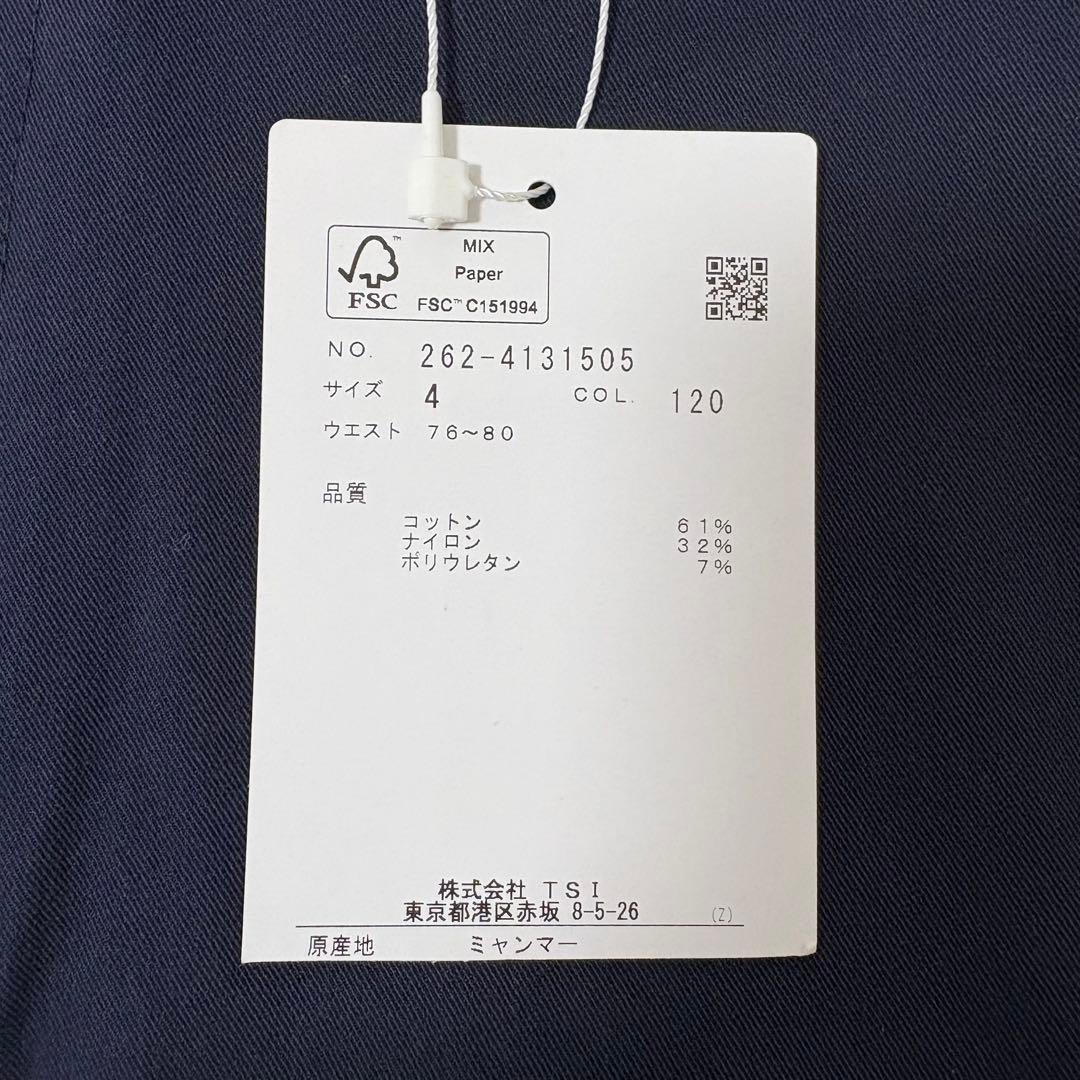 MIX
Paper
FSC™ FSC™ C151994
NO. 262-4131505
サイズ 4 COL. 120
ウエスト 76～80
品質
コットン 61%
ナイロン 32%
ポリウレタン 7%
株式会社 TSI
東京都港区赤坂 8-5-26 (Z)
原産地 ミャンマー